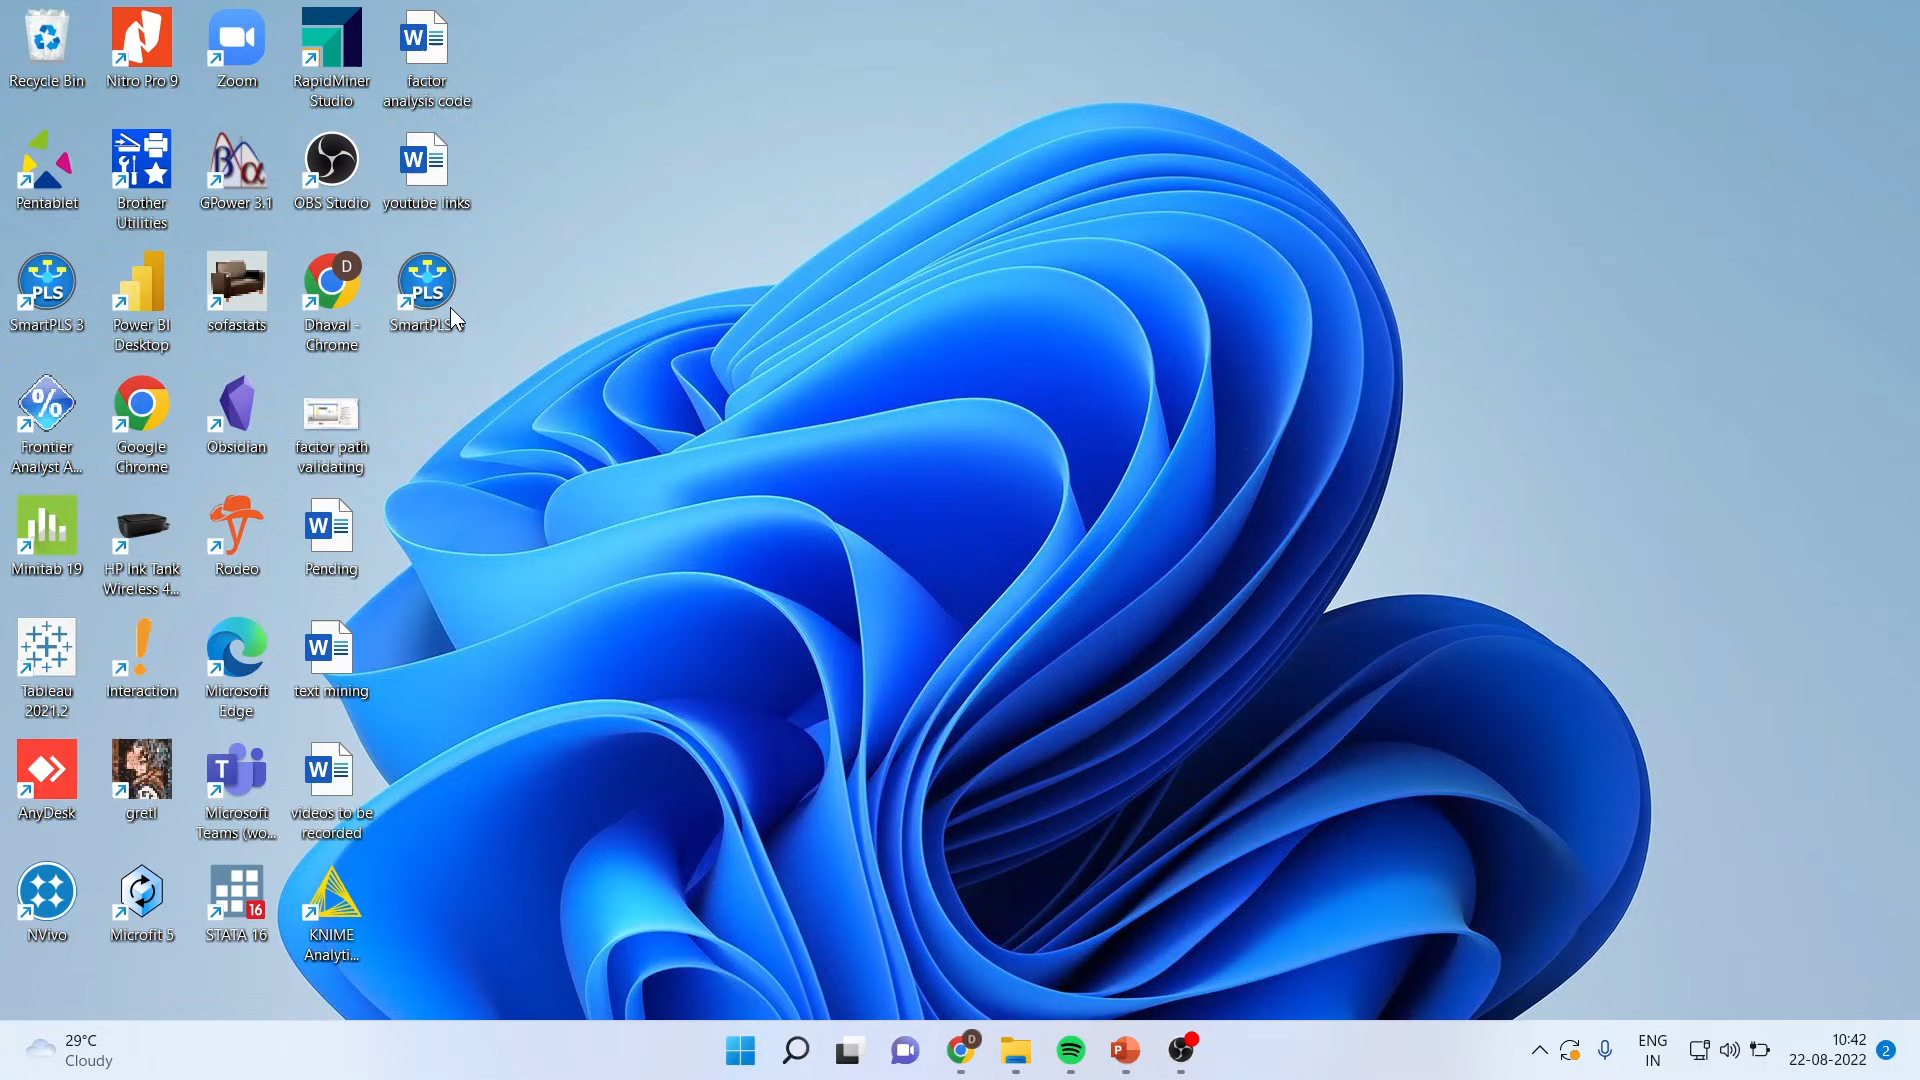 Recycle Bin
Nitro Pro 9
Zoom
RapidMiner
Studio
factor
analysis code
Pentablet
Brother
Utilities
GPower 3.1
OBS Studio
youtube links
SmartPLS 3
Power BI
Desktop
sofastats
Dhaval -
Chrome
SmartPLS
Frontier
Analyst A...
Google
Chrome
Obsidian
factor path
validating
Minitab 19
HP Ink Tank
Wireless 4...
Rodeo
Pending
Tableau
2021.2
Interaction
Microsoft
Edge
text mining
AnyDesk
gretl
Microsoft
Teams (wo...
videos to be
recorded
NVivo
Microfit 5
STATA 16
KNIME
Analyti...
PLS
D
PLS
β α
%
W
W
W
W
W
T
16
29°C
Cloudy
D
P
ENG
IN
10:42
22-08-2022
2